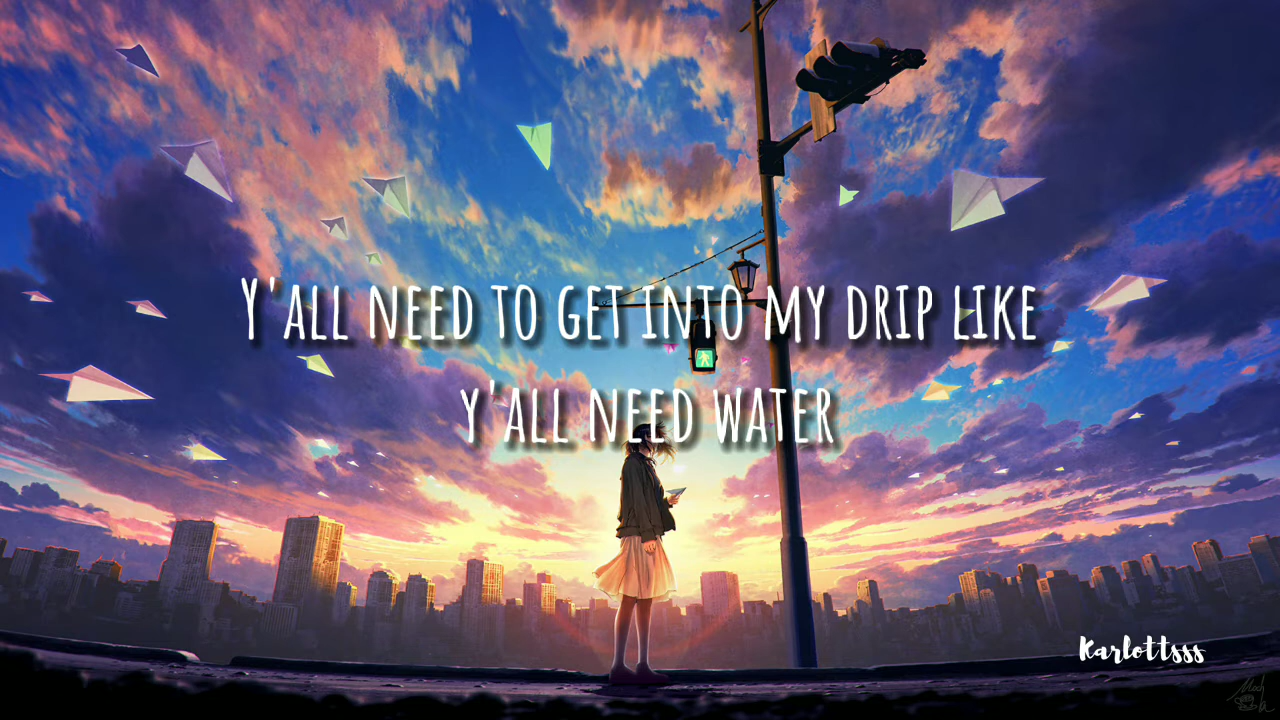 Y'all need to get into my drip like
y'all need water
Karlottsss